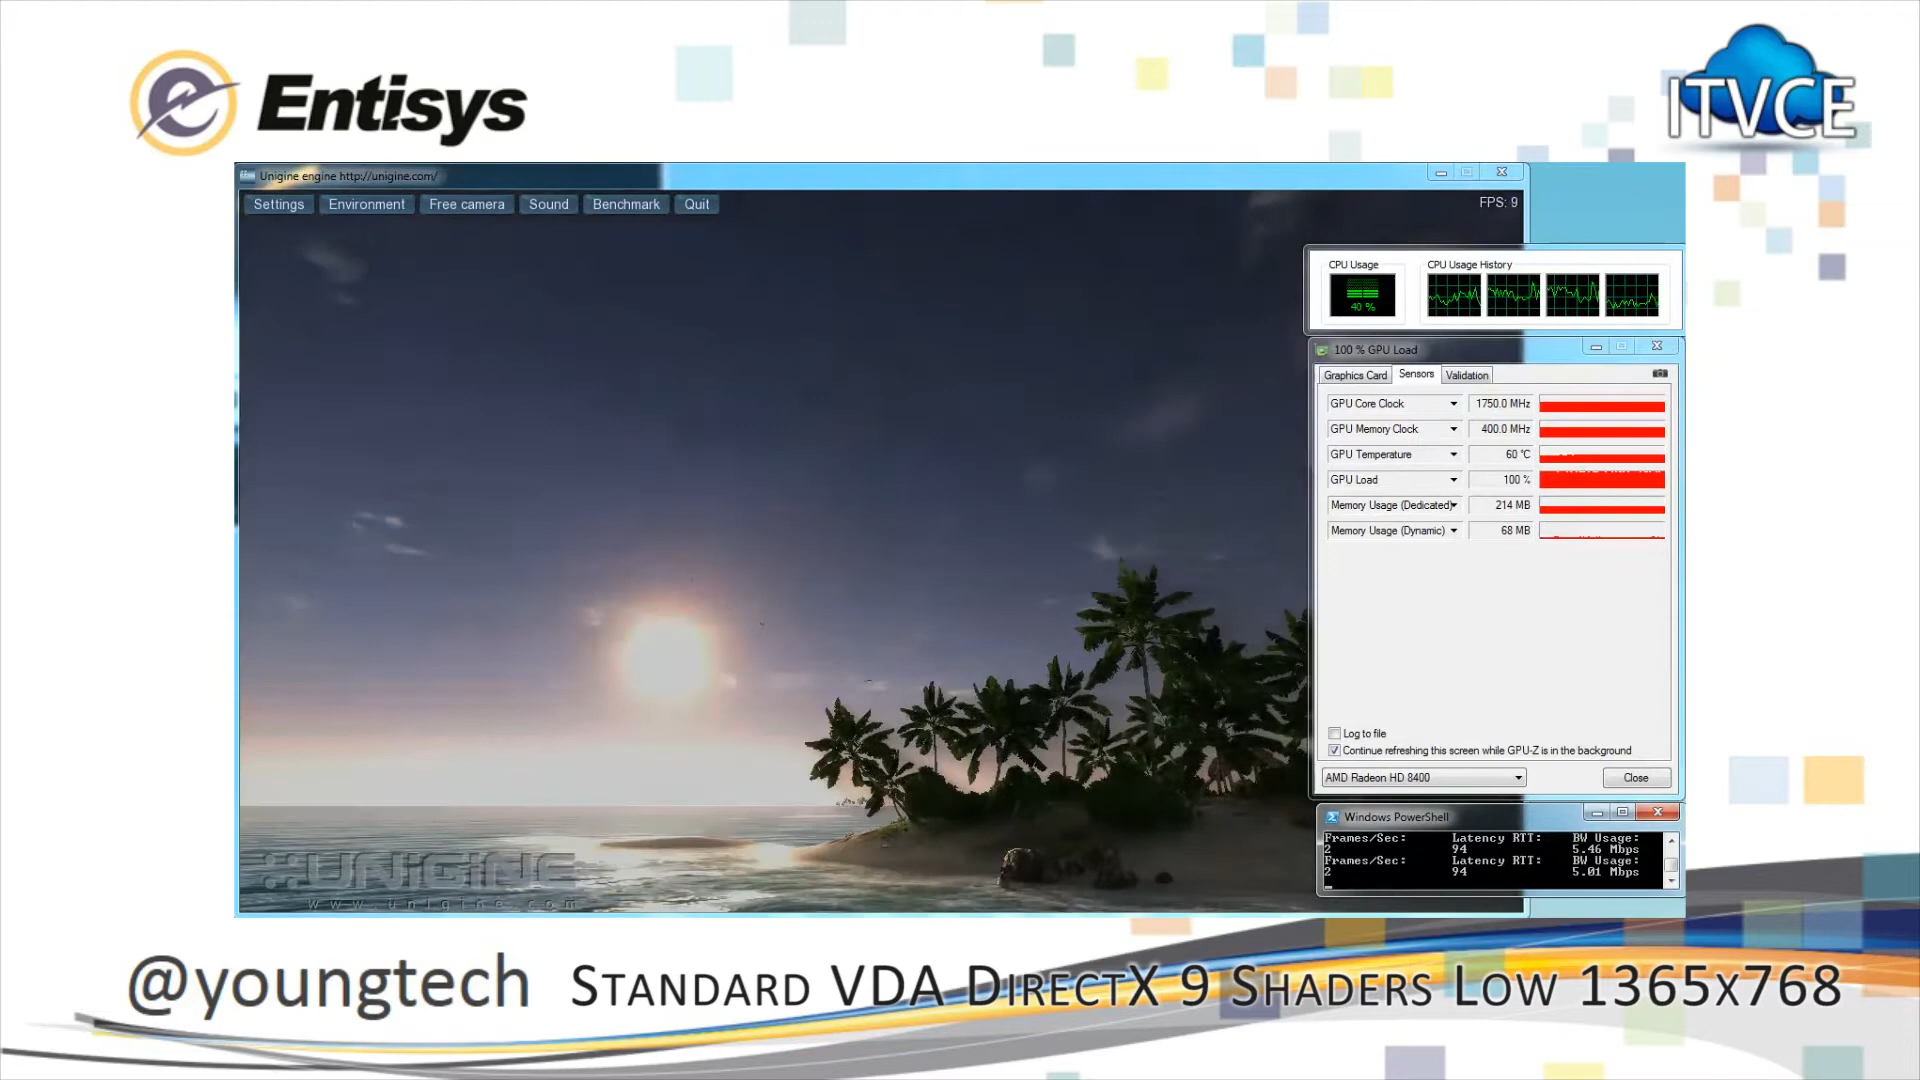 Entisys
ITVCE
Unigine engine http://unigine.com/
Settings Environment Free camera Sound Benchmark Quit
FPS: 9
CPU Usage CPU Usage History
40 %
100 % GPU Load
Graphics Card Sensors Validation
GPU Core Clock 1750.0 MHz
GPU Memory Clock 400.0 MHz
GPU Temperature 60 °C
GPU Load 100 %
Memory Usage (Dedicated) 214 MB
Memory Usage (Dynamic) 68 MB
Log to file
Continue refreshing this screen while GPU-Z is in the background
AMD Radeon HD 8400 Close
Windows PowerShell
Frames/Sec: Latency RTT: BW Usage:
2 94 5.46 Mbps
Frames/Sec: Latency RTT: BW Usage:
2 94 5.01 Mbps
UNIGINE
www.unigine.com
@youngtech Standard VDA DirectX 9 Shaders Low 1365x768